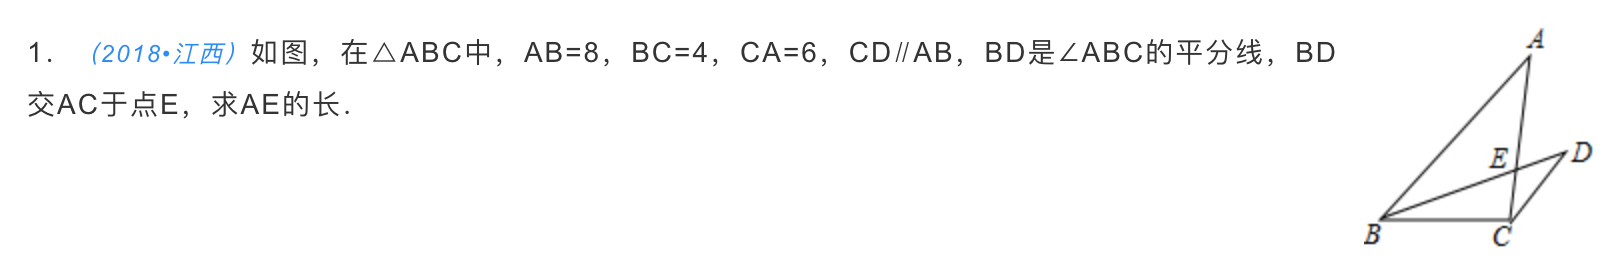 1. （2018•江西）如图，在△ABC中，AB=8，BC=4，CA=6，CD∥AB，BD是∠ABC的平分线，BD
交AC于点E，求AE的长.
A
E
D
B
C